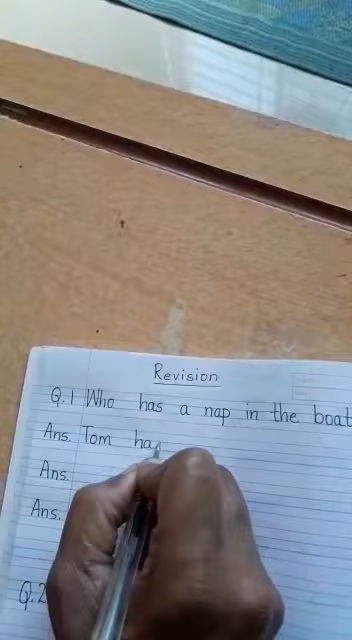 Revision
Q.1 Who has a nap in the boat
Ans. Tom ha
Ans.
Ans.
Q.2